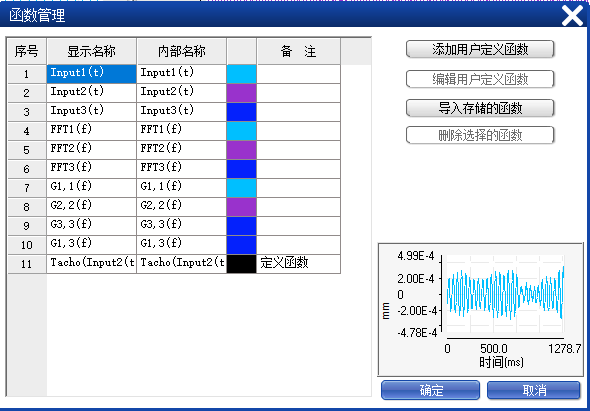 函数管理
序号 显示名称 内部名称 备 注
1 Input1(t) Input1(t)
2 Input2(t) Input2(t)
3 Input3(t) Input3(t)
4 FFT1(f) FFT1(f)
5 FFT2(f) FFT2(f)
6 FFT3(f) FFT3(f)
7 G1,1(f) G1,1(f)
8 G2,2(f) G2,2(f)
9 G3,3(f) G3,3(f)
10 G1,3(f) G1,3(f)
11 Tacho(Input2(t Tacho(Input2(t 定义函数
添加用户定义函数
编辑用户定义函数
导入存储的函数
删除选择的函数
4.99E-4
2.00E-4
0
-2.00E-4
-4.78E-4
mm
0 500.0 1278.7
时间(ms)
确定 取消